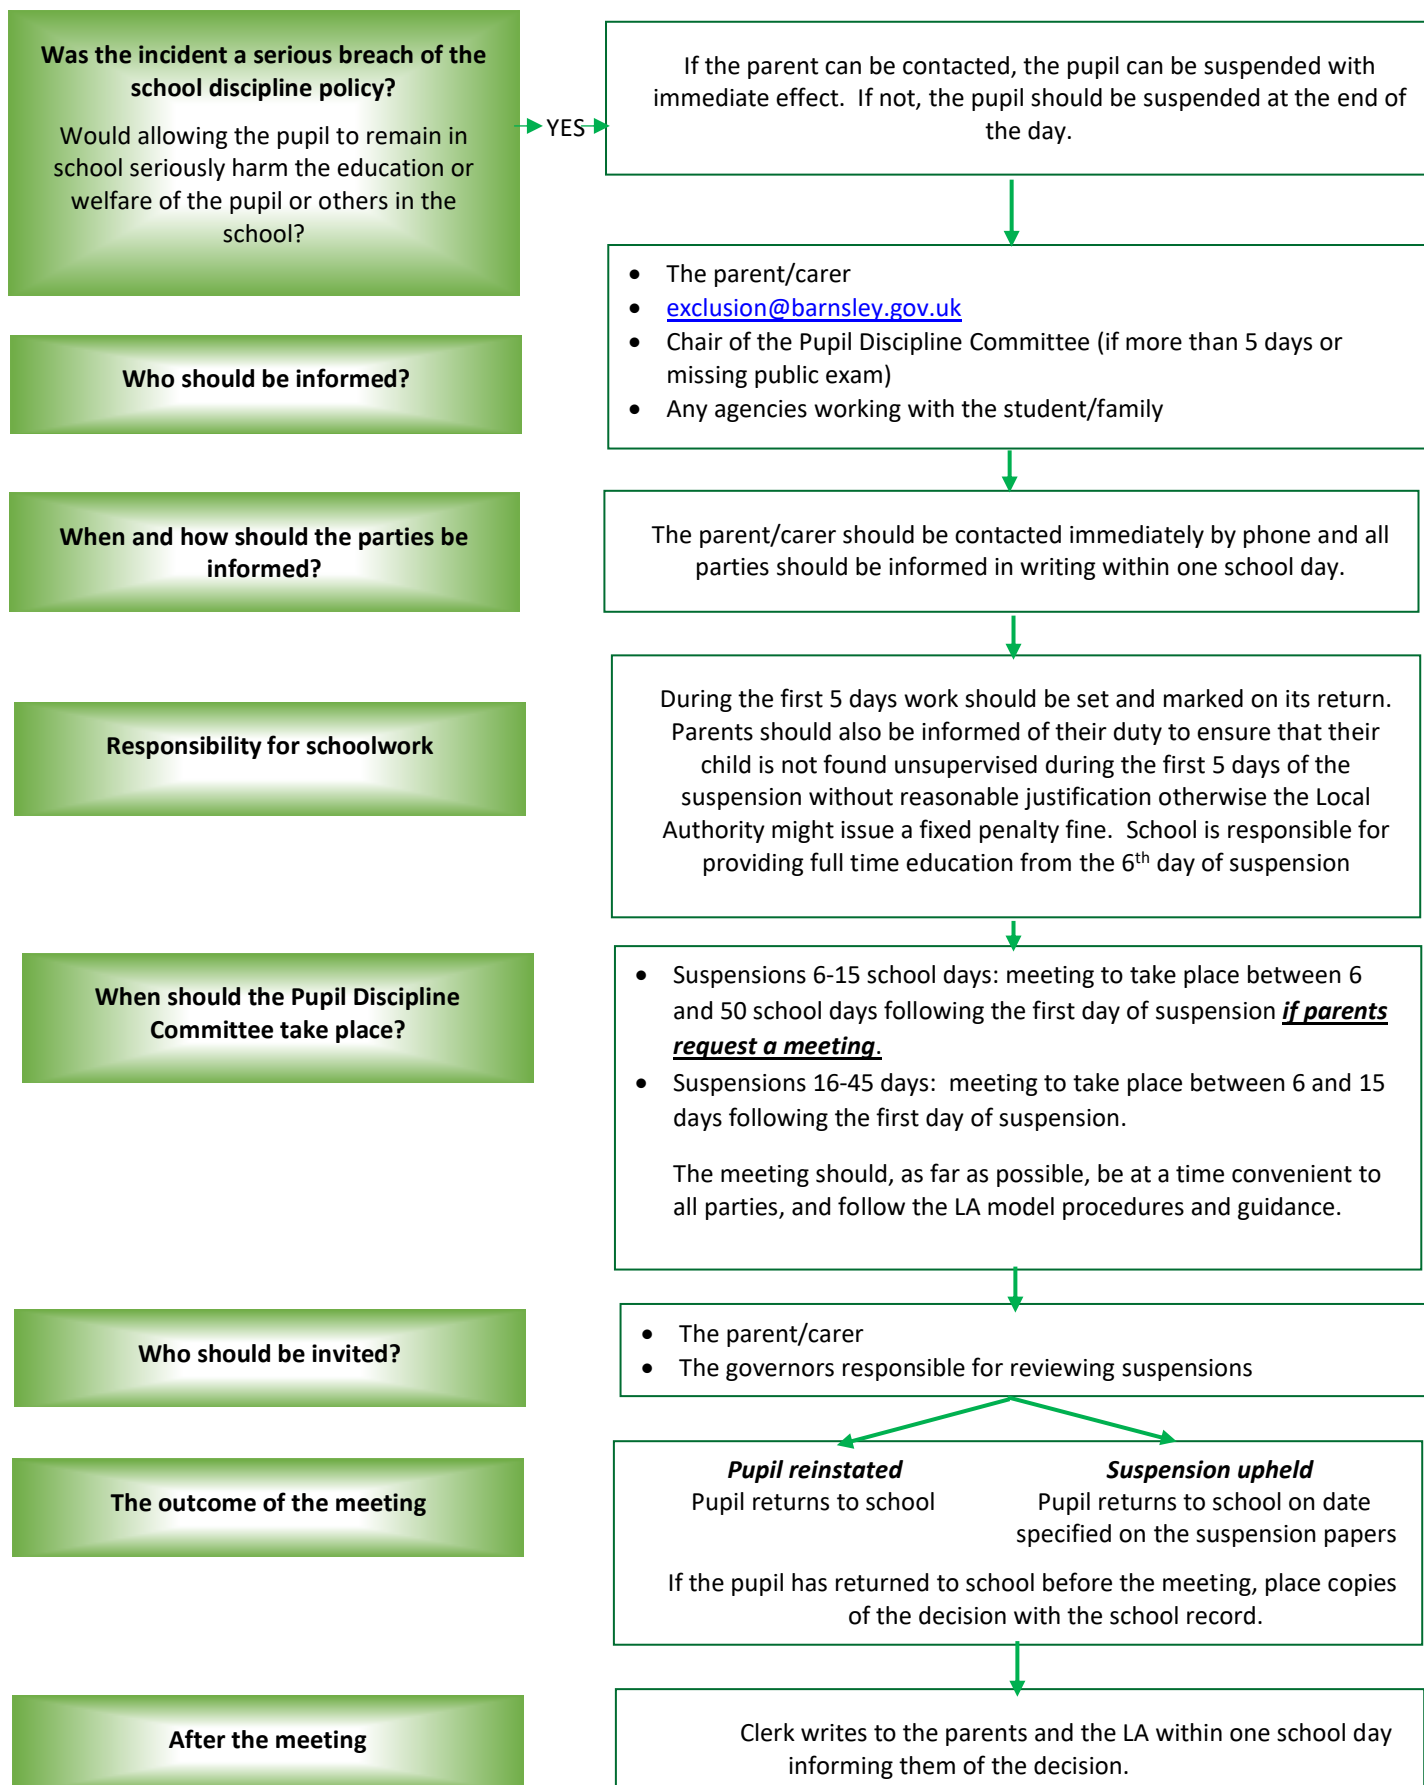 Was the incident a serious breach of the
school discipline policy?
Would allowing the pupil to remain in
school seriously harm the education or
welfare of the pupil or others in the
school?
YES
If the parent can be contacted, the pupil can be suspended with
immediate effect. If not, the pupil should be suspended at the end of
the day.
Who should be informed?
• The parent/carer
• exclusion@barnsley.gov.uk
• Chair of the Pupil Discipline Committee (if more than 5 days or
missing public exam)
• Any agencies working with the student/family
When and how should the parties be
informed?
The parent/carer should be contacted immediately by phone and all
parties should be informed in writing within one school day.
Responsibility for schoolwork
During the first 5 days work should be set and marked on its return.
Parents should also be informed of their duty to ensure that their
child is not found unsupervised during the first 5 days of the
suspension without reasonable justification otherwise the Local
Authority might issue a fixed penalty fine. School is responsible for
providing full time education from the 6th day of suspension
When should the Pupil Discipline
Committee take place?
• Suspensions 6-15 school days: meeting to take place between 6
and 50 school days following the first day of suspension if parents
request a meeting.
• Suspensions 16-45 days: meeting to take place between 6 and 15
days following the first day of suspension.
The meeting should, as far as possible, be at a time convenient to
all parties, and follow the LA model procedures and guidance.
Who should be invited?
• The parent/carer
• The governors responsible for reviewing suspensions
The outcome of the meeting
Pupil reinstated
Pupil returns to school
Suspension upheld
Pupil returns to school on date
specified on the suspension papers
If the pupil has returned to school before the meeting, place copies
of the decision with the school record.
After the meeting
Clerk writes to the parents and the LA within one school day
informing them of the decision.